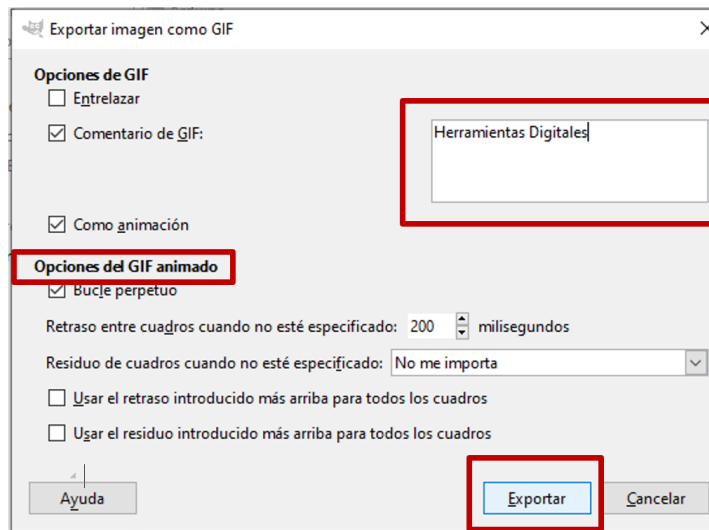 Exportar imagen como GIF
Opciones de GIF
Entrelazar
Comentario de GIF:
Herramientas Digitales
Como animación
Opciones del GIF animado
Bucle perpetuo
Retraso entre cuadros cuando no esté especificado: 200 milisegundos
Residuo de cuadros cuando no esté especificado: No me importa
Usar el retraso introducido más arriba para todos los cuadros
Usar el residuo introducido más arriba para todos los cuadros
Ayuda Exportar Cancelar